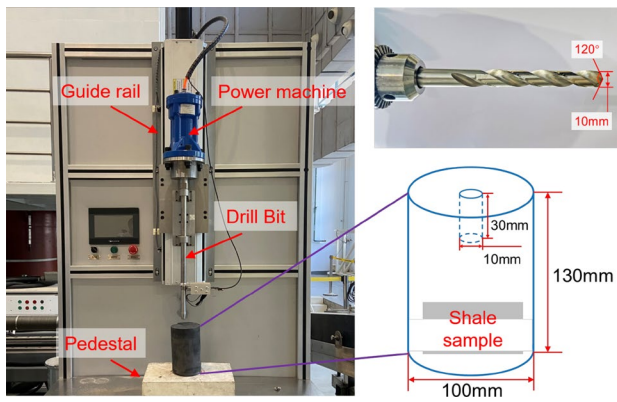 Guide rail
Power machine
Drill Bit
Pedestal
120°
10mm
30mm
10mm
130mm
Shale
sample
100mm